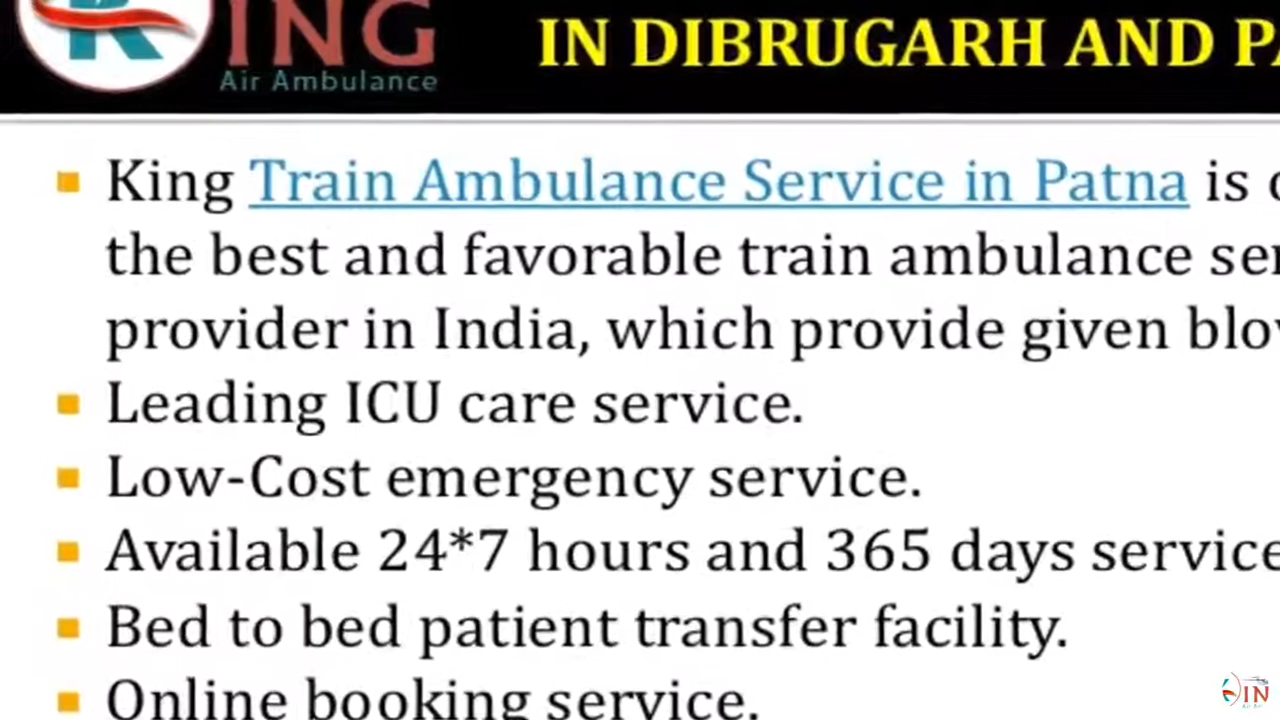 KING
Air Ambulance
IN DIBRUGARH AND
King Train Ambulance Service in Patna is
the best and favorable train ambulance
provider in India, which provide given
Leading ICU care service.
Low-Cost emergency service.
Available 24*7 hours and 365 days service
Bed to bed patient transfer facility.
Online booking service.
IN